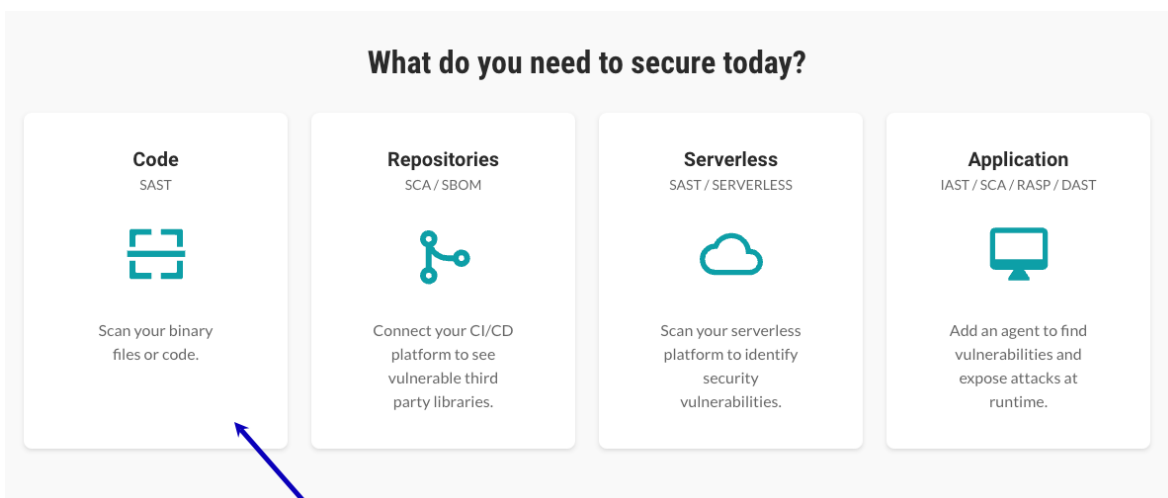 What do you need to secure today?
Code
SAST
Scan your binary
files or code.
Repositories
SCA / SBOM
Connect your CI/CD
platform to see
vulnerable third
party libraries.
Serverless
SAST / SERVERLESS
Scan your serverless
platform to identify
security
vulnerabilities.
Application
IAST / SCA / RASP / DAST
Add an agent to find
vulnerabilities and
expose attacks at
runtime.